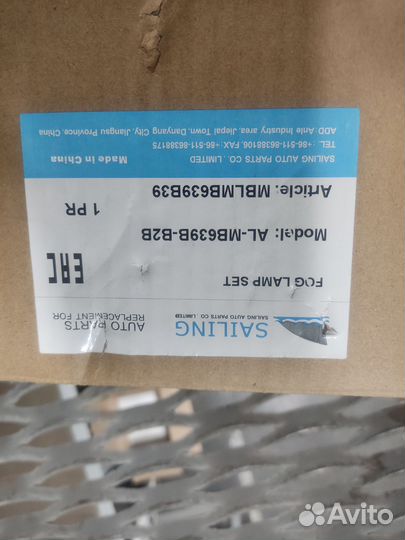 SAILING
SAILING AUTO PARTS CO., LIMITED
AUTO PARTS
REPLACEMENT FOR
FOG LAMP SET
EAC
Model: AL-MB639B-B2B
1 PR
Article: MBLMB639B39
SAILING AUTO PARTS CO., LIMITED
Made in China
TEL: +86-511-86388106, FAX:+86-511-86388175
ADD: Anle Industry area, Jiepai Town, Danyang City, Jiangsu Province, China
Avito